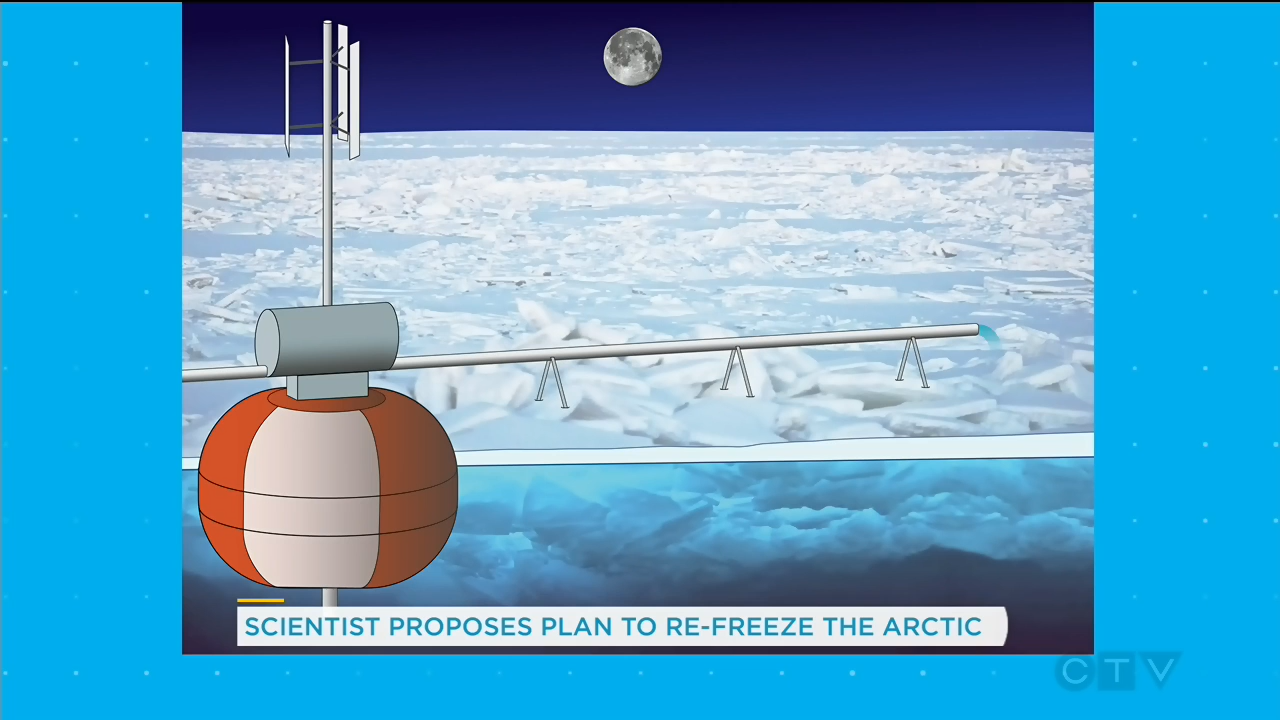 SCIENTIST PROPOSES PLAN TO RE-FREEZE THE ARCTIC
CTV